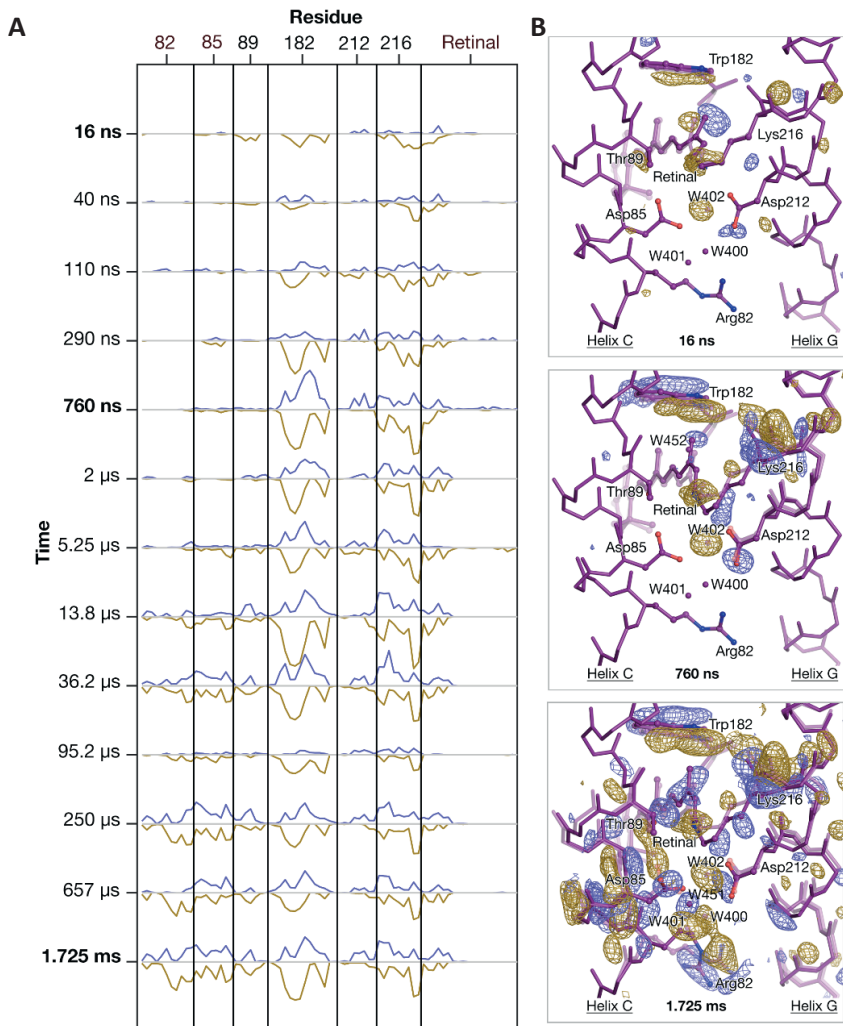 A
Residue
82 85 89 182 212 216 Retinal
Time
16 ns
40 ns
110 ns
290 ns
760 ns
2 µs
5.25 µs
13.8 µs
36.2 µs
95.2 µs
250 µs
657 µs
1.725 ms
B
Trp182
Lys216
Thr89
Retinal
W402
Asp85
Asp212
W401
W400
Arg82
Helix C 16 ns Helix G
Trp182
W452
Lys216
Thr89
Retinal
W402
Asp85
Asp212
W401
W400
Arg82
Helix C 760 ns Helix G
Trp182
Lys216
Thr89
Retinal
W402
Asp85
Asp212
W451
W401
W400
Arg82
Helix C 1.725 ms Helix G